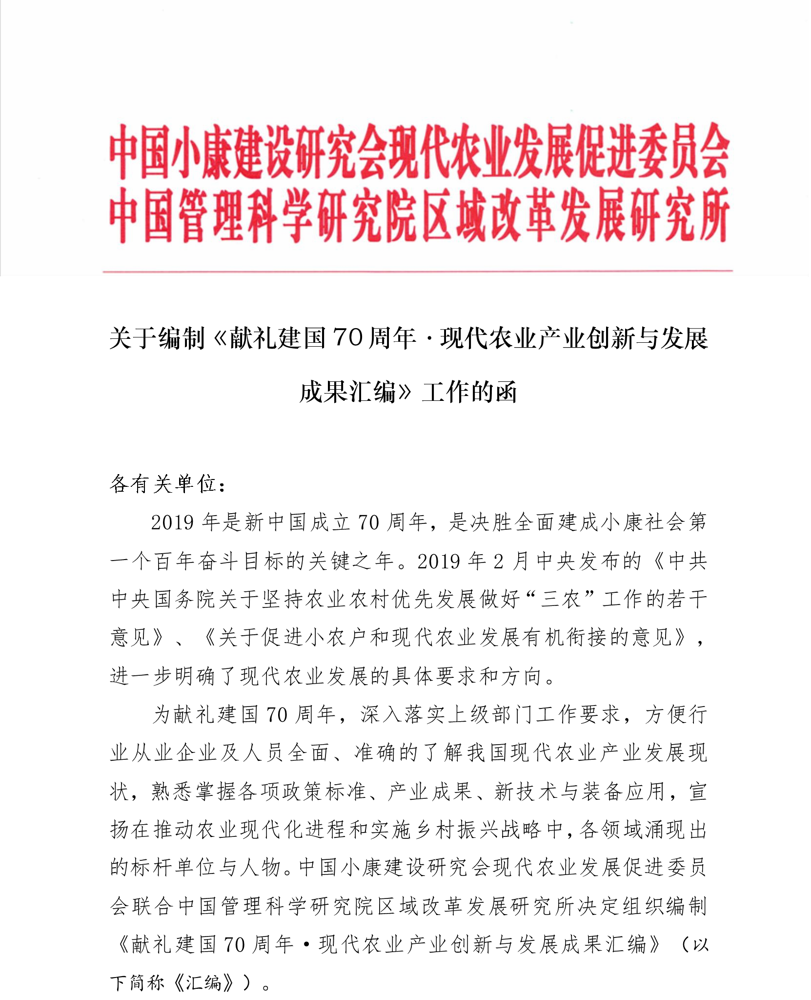 中国小康建设研究会现代农业发展促进委员会
中国管理科学研究院区域改革发展研究所
关于编制《献礼建国70周年·现代农业产业创新与发展
成果汇编》工作的函
各有关单位：
2019年是新中国成立70周年，是决胜全面建成小康社会第
一个百年奋斗目标的关键之年。2019年2月中央发布的《中共
中央国务院关于坚持农业农村优先发展做好“三农”工作的若干
意见》、《关于促进小农户和现代农业发展有机衔接的意见》，
进一步明确了现代农业发展的具体要求和方向。
为献礼建国70周年，深入落实上级部门工作要求，方便行
业从业企业及人员全面、准确的了解我国现代农业产业发展现
状，熟悉掌握各项政策标准、产业成果、新技术与装备应用，宣
扬在推动农业现代化进程和实施乡村振兴战略中，各领域涌现出
的标杆单位与人物。中国小康建设研究会现代农业发展促进委员
会联合中国管理科学研究院区域改革发展研究所决定组织编制
《献礼建国70周年·现代农业产业创新与发展成果汇编》（以
下简称《汇编》）。